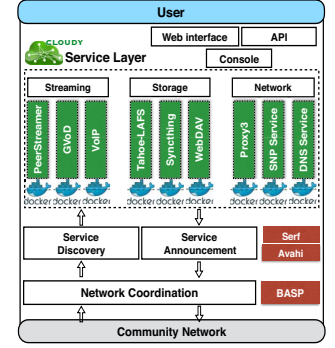 User
Web interface
API
CLOUDY
Service Layer
Console
Streaming
Storage
Network
PeerStreamer
GVoD
VoIP
Tahoe-LAFS
Syncthing
WebDAV
Proxy3
SNP Service
DNS Service
docker
docker
docker
docker
docker
docker
docker
docker
docker
Service
Discovery
Service
Announcement
Serf
Avahi
Network Coordination
BASP
Community Network